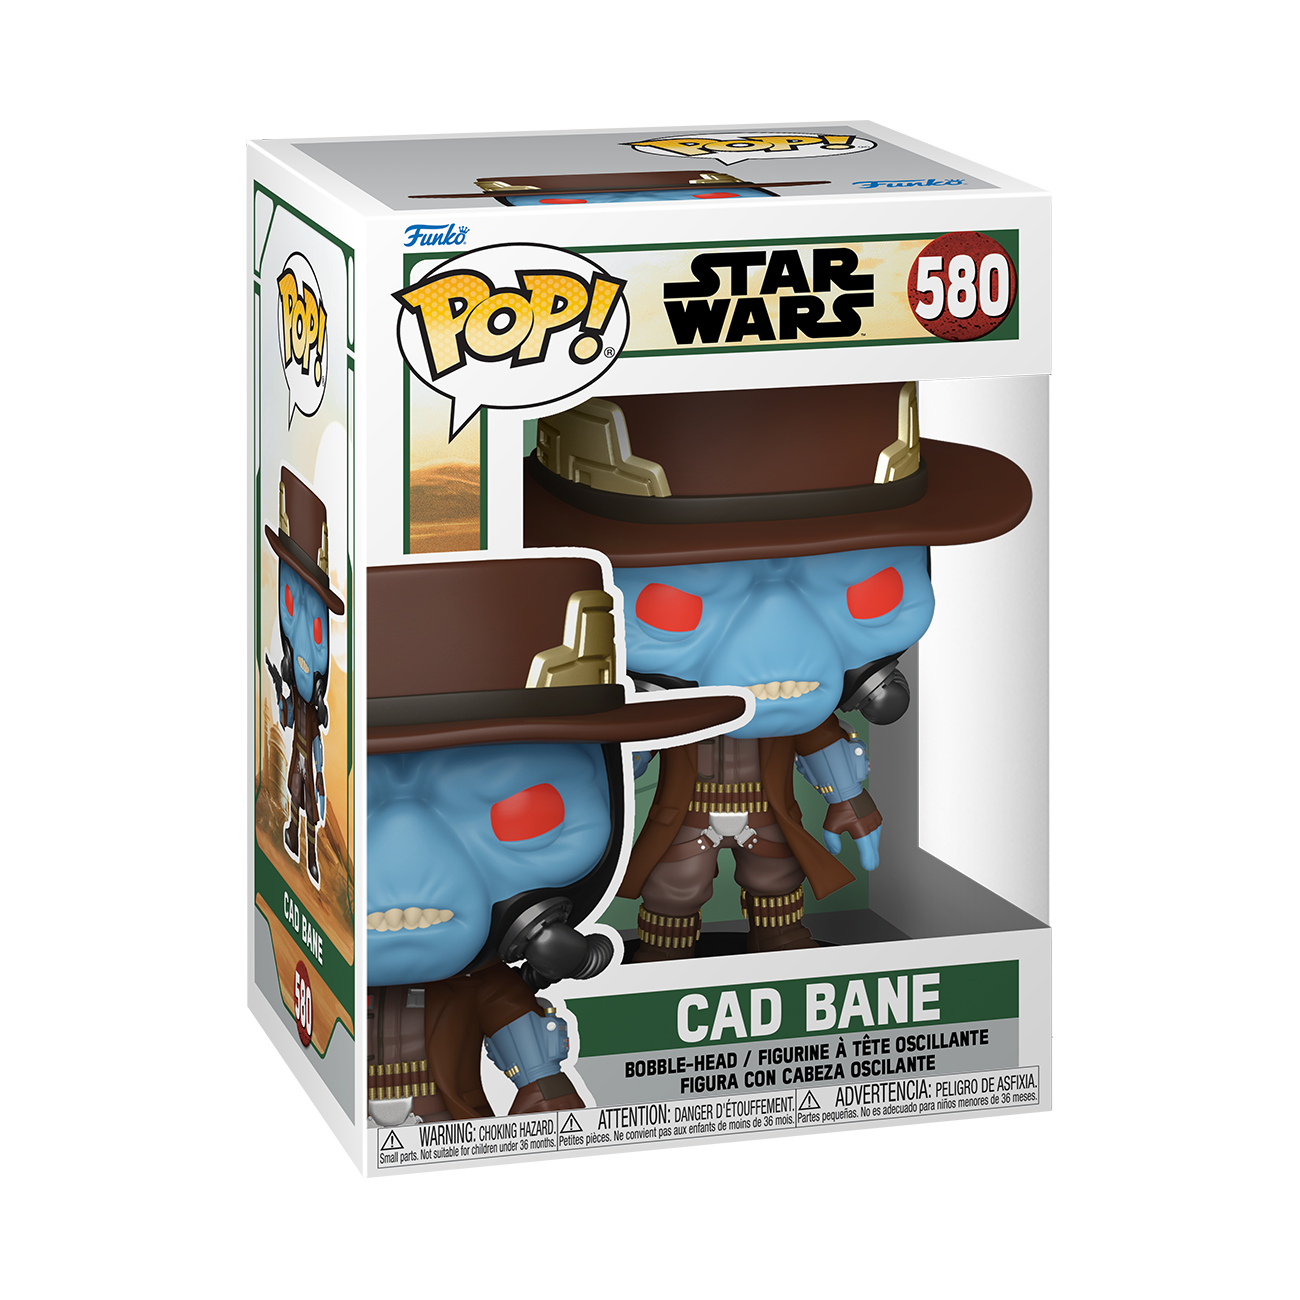 POP!
Funko
Funko
POP!®
STAR
WARS™
580
POP!
CAD BANE
580
CAD BANE
BOBBLE-HEAD / FIGURINE À TÊTE OSCILLANTE
FIGURA CON CABEZA OSCILANTE
WARNING: CHOKING HAZARD.
Small parts. Not suitable for children under 36 months.
ATTENTION: DANGER D'ÉTOUFFEMENT.
Petites pièces. Ne convient pas aux enfants de moins de 36 mois.
ADVERTENCIA: PELIGRO DE ASFIXIA.
Partes pequeñas. No es adecuado para niños menores de 36 meses.